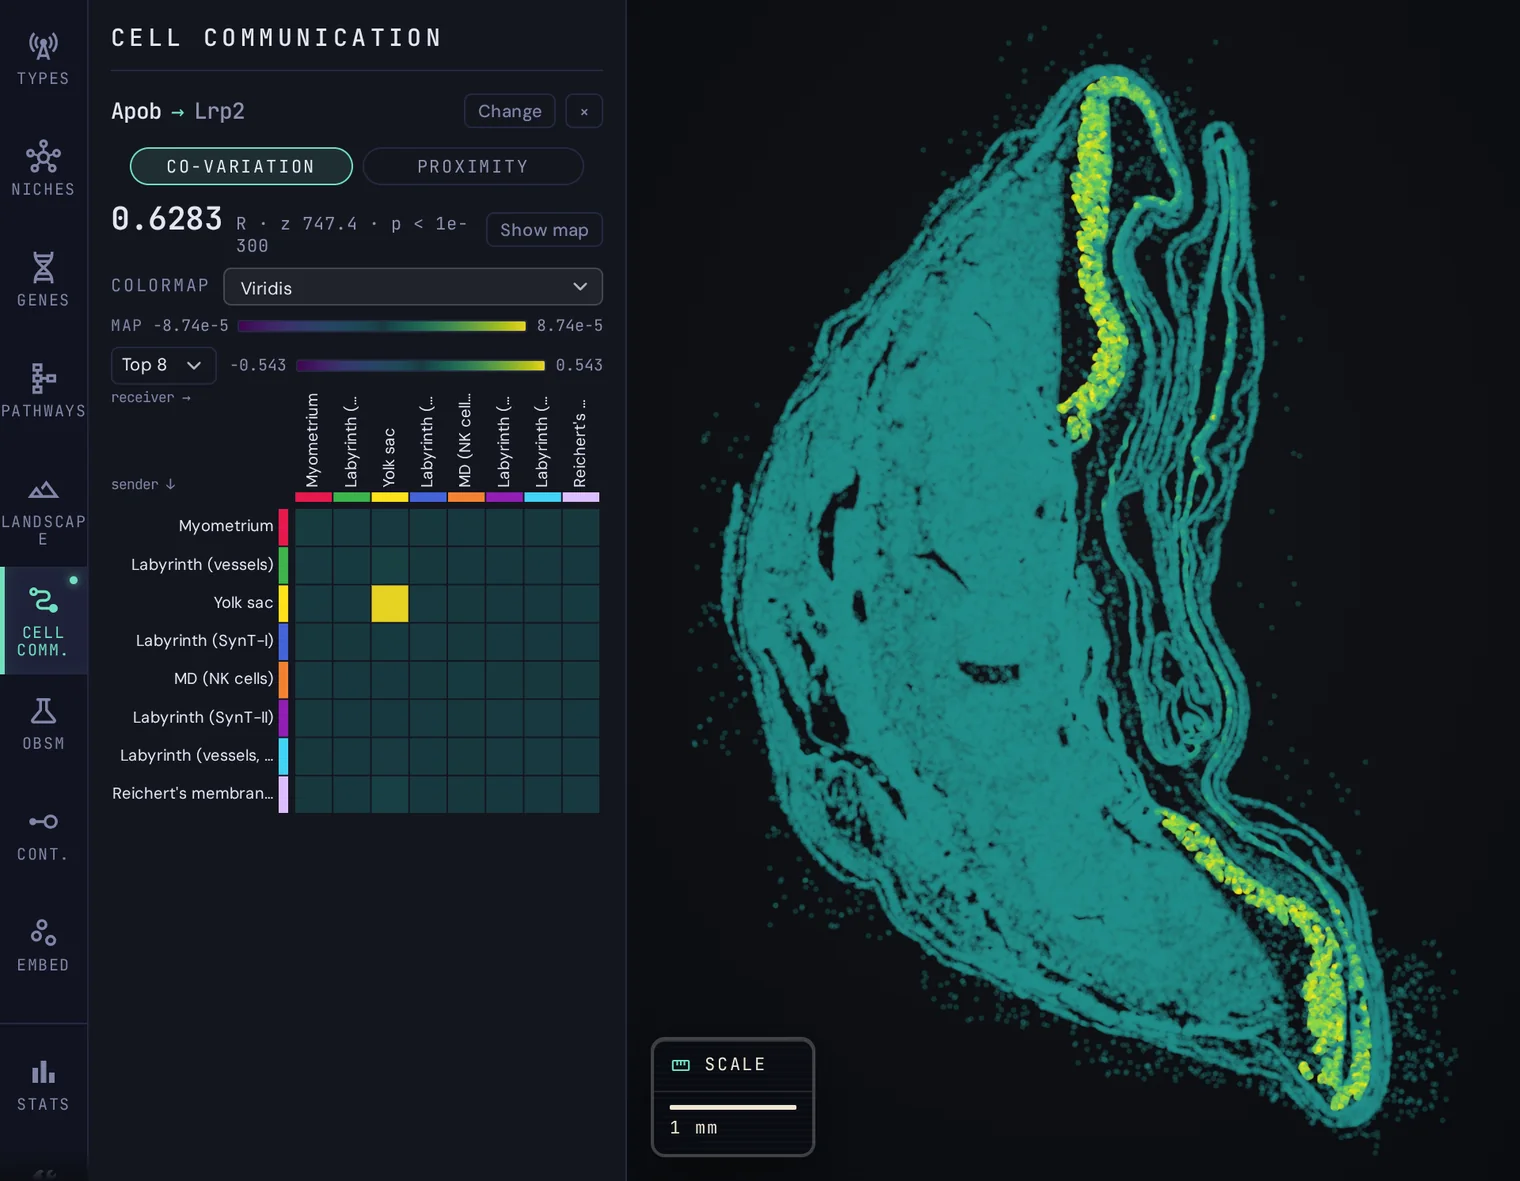 TYPES
NICHES
GENES
PATHWAYS
LANDSCAP
E
CELL
COMM.
OBSM
CONT.
EMBED
STATS
CELL COMMUNICATION
Apob → Lrp2
Change
×
CO-VARIATION
PROXIMITY
0.6283 R · z 747.4 · p < 1e-
300
Show map
COLORMAP
Viridis
MAP -8.74e-5
8.74e-5
Top 8
-0.543
0.543
receiver →
sender ↓
Myometrium
Labyrinth (...
Yolk sac
Labyrinth (...
MD (NK cell...
Labyrinth (...
Labyrinth (...
Reichert's ...
Myometrium
Labyrinth (vessels)
Yolk sac
Labyrinth (SynT-I)
MD (NK cells)
Labyrinth (SynT-II)
Labyrinth (vessels, ...
Reichert's membran...
SCALE
1 mm